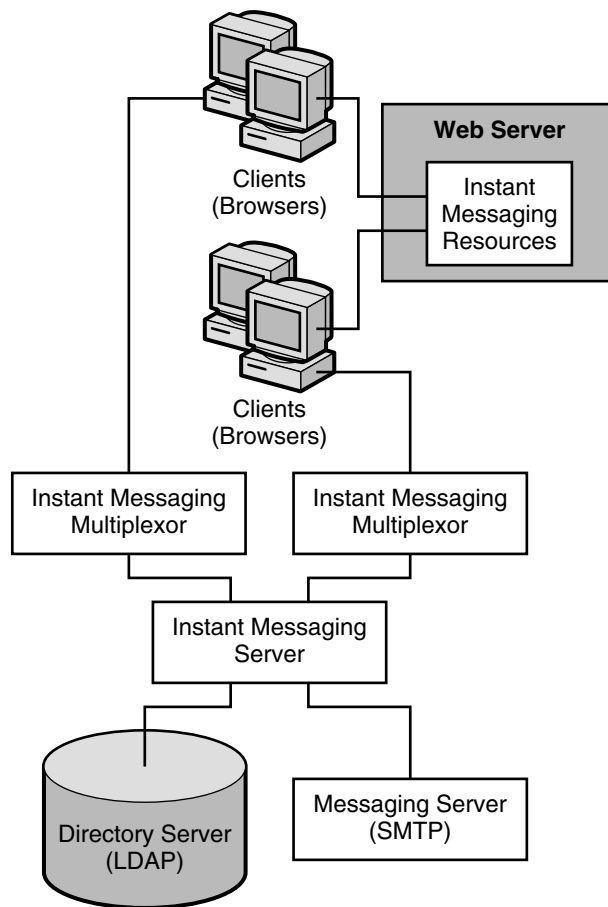 Clients
(Browsers)
Web Server
Instant
Messaging
Resources
Clients
(Browsers)
Instant Messaging
Multiplexor
Instant Messaging
Multiplexor
Instant Messaging
Server
Directory Server
(LDAP)
Messaging Server
(SMTP)